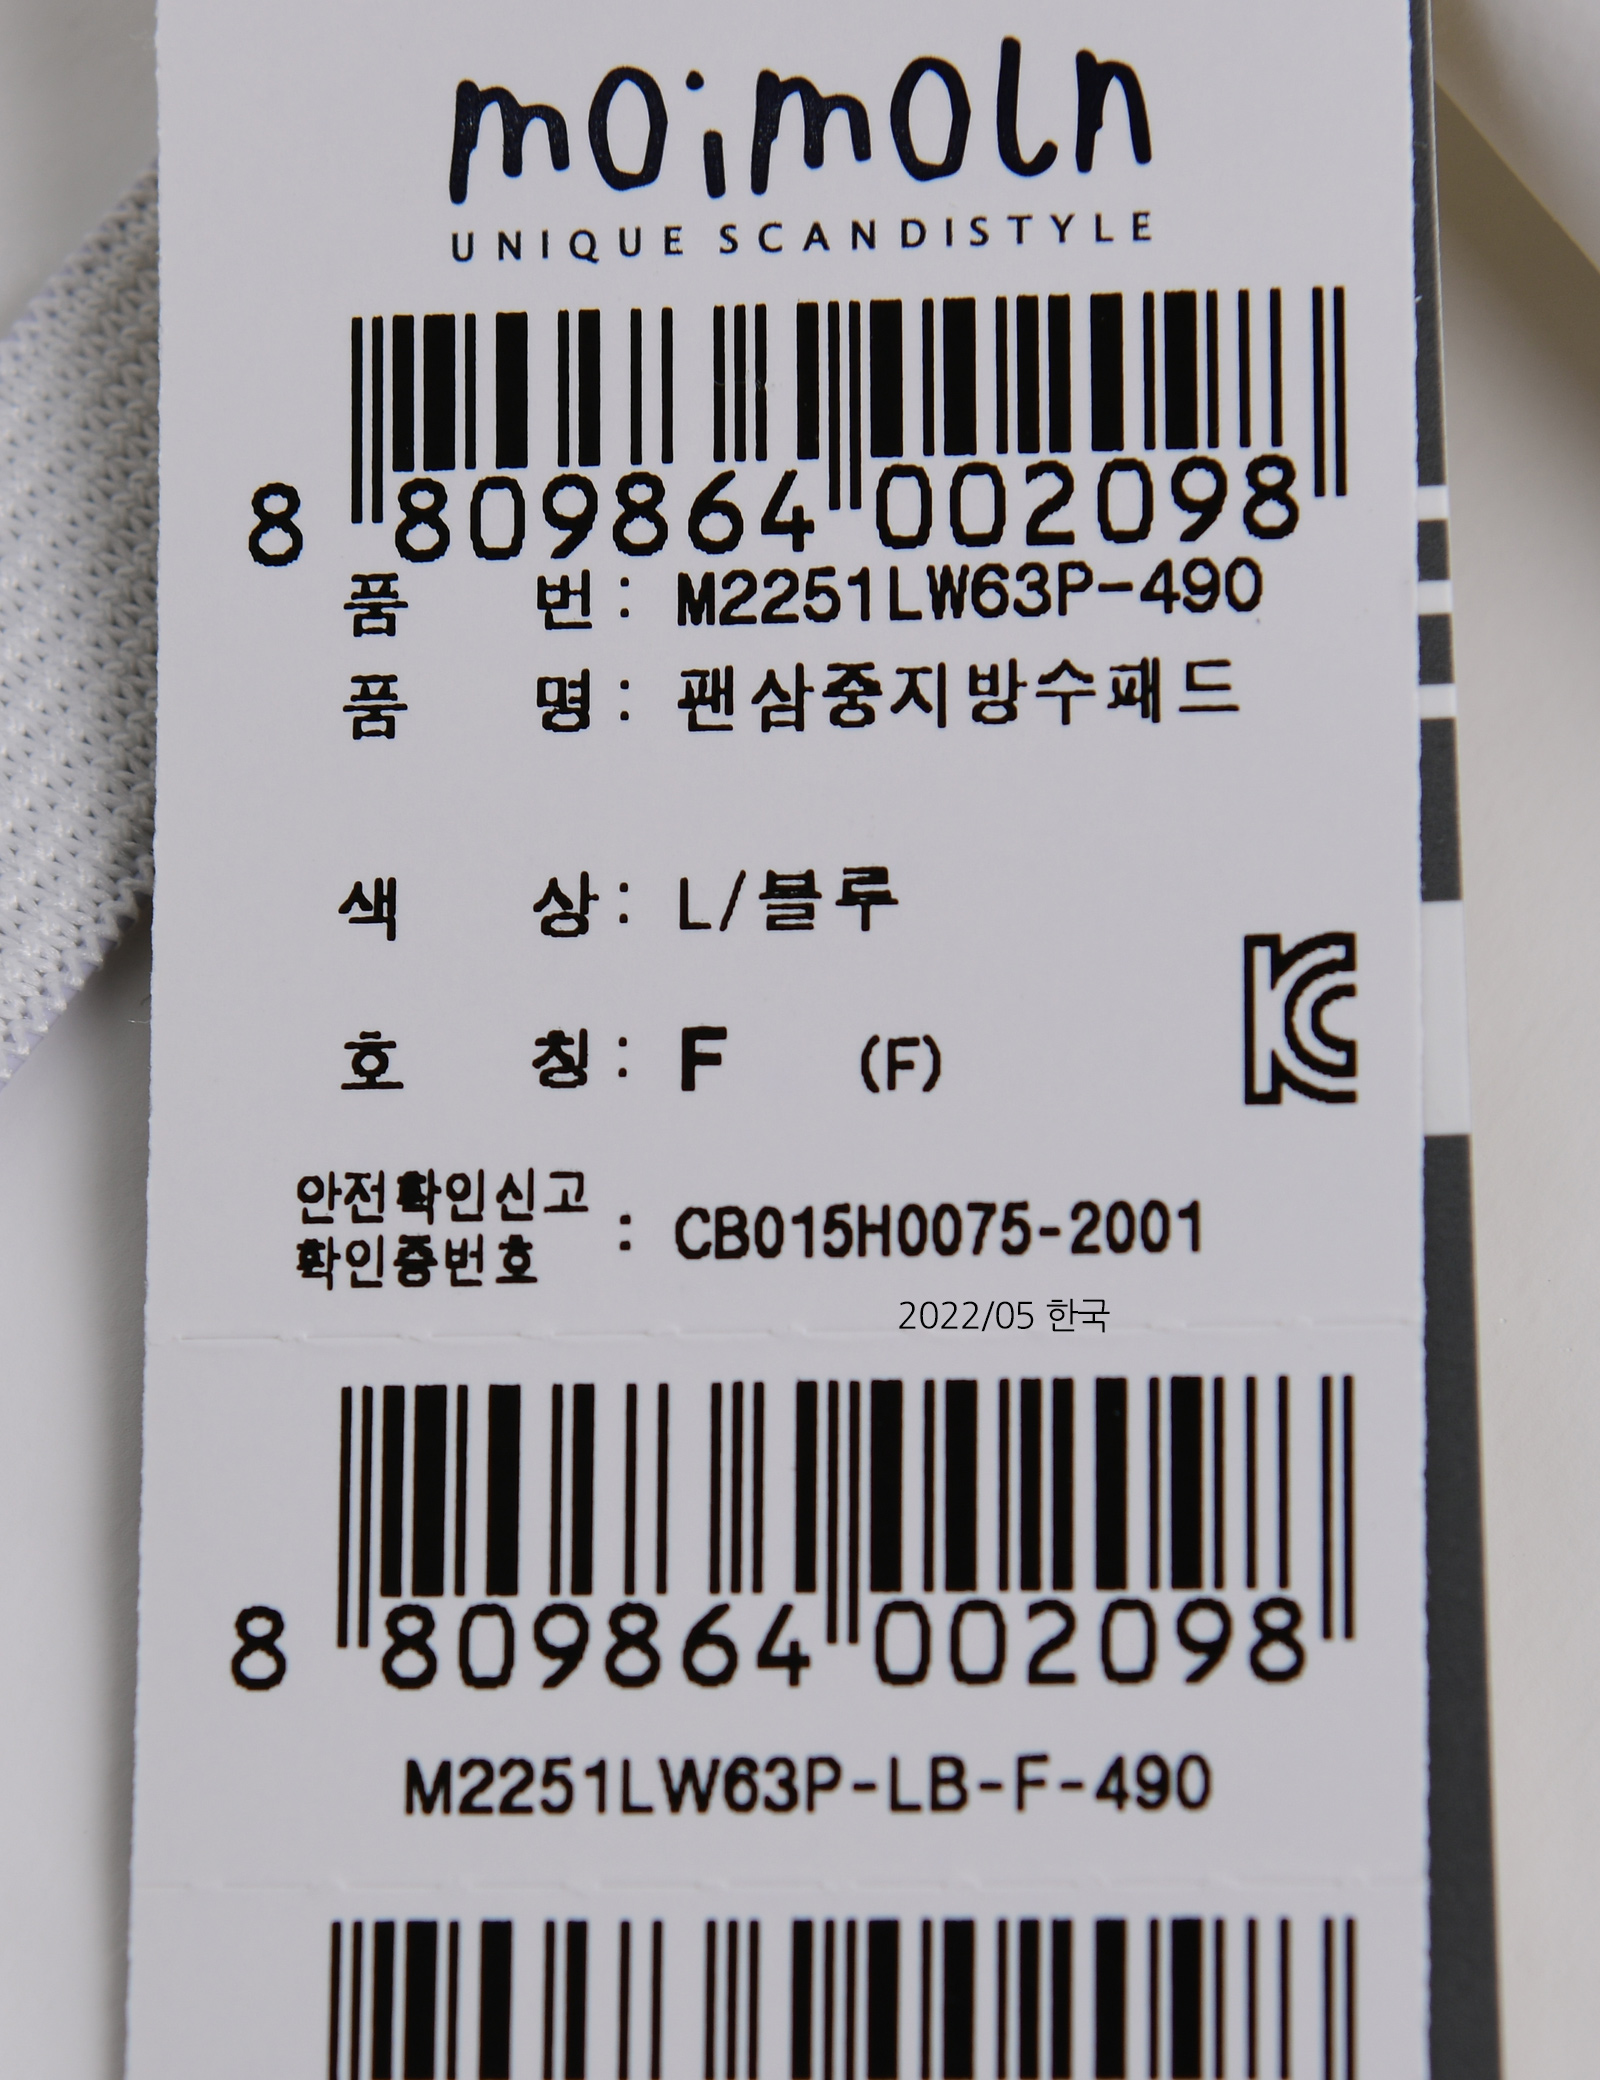 moimoln
UNIQUE SCANDISTYLE
8 809864 002098
품 번 : M2251LW63P-490
품 명 : 팬삼중지방수패드
색 상 : L/블루
호 칭 : F (F)
안전확인신고
확인증번호 : CB015H0075-2001
2022/05 한국
8 809864 002098
M2251LW63P-LB-F-490